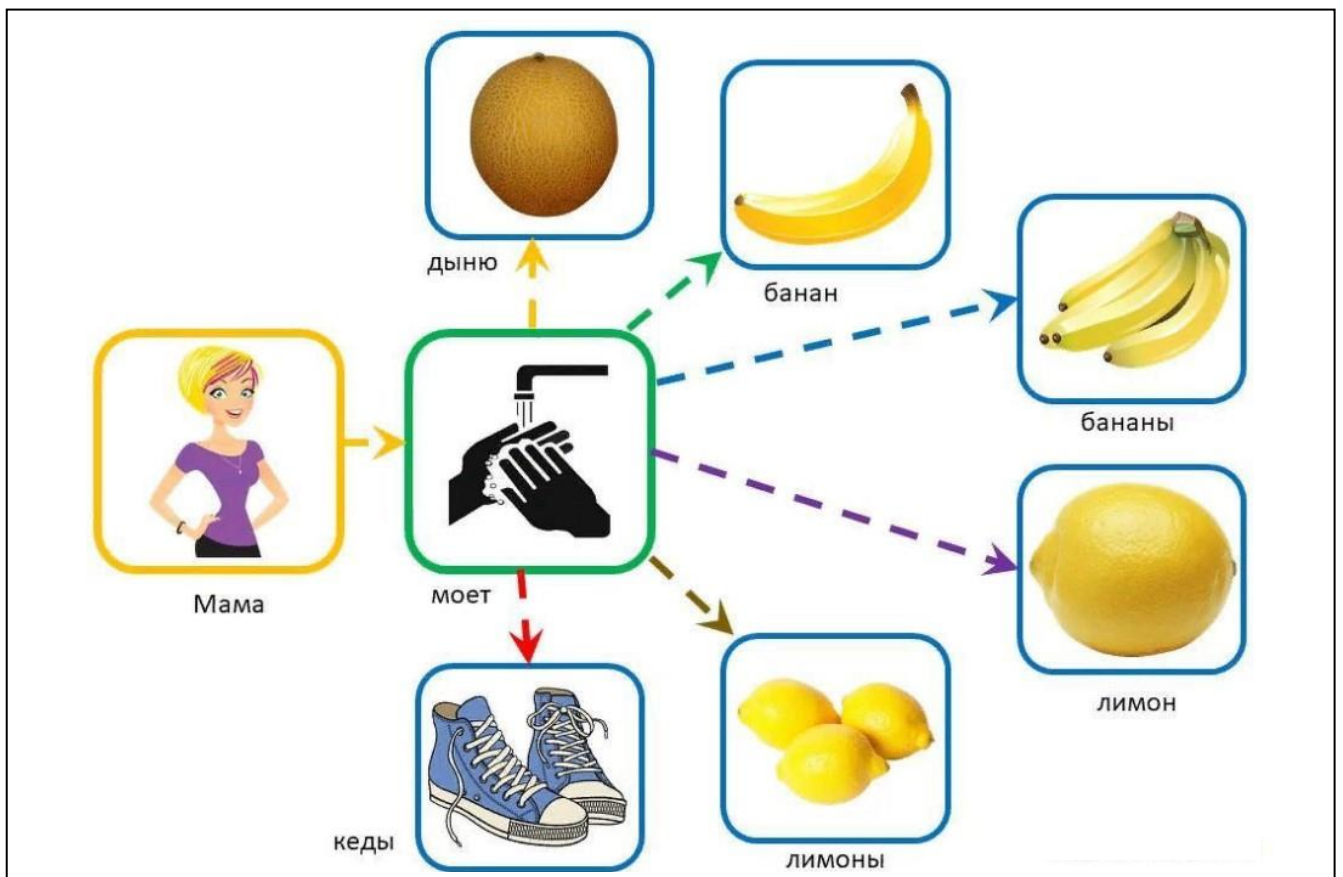 дыню
банан
бананы
Мама
моет
лимон
кеды
лимоны